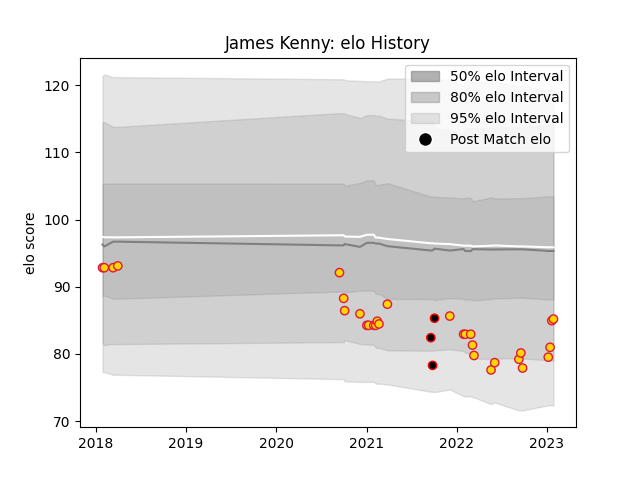 James Kenny: elo History
50% elo Interval
80% elo Interval
95% elo Interval
Post Match elo
elo score
120
110
100
90
80
70
2018
2019
2020
2021
2022
2023